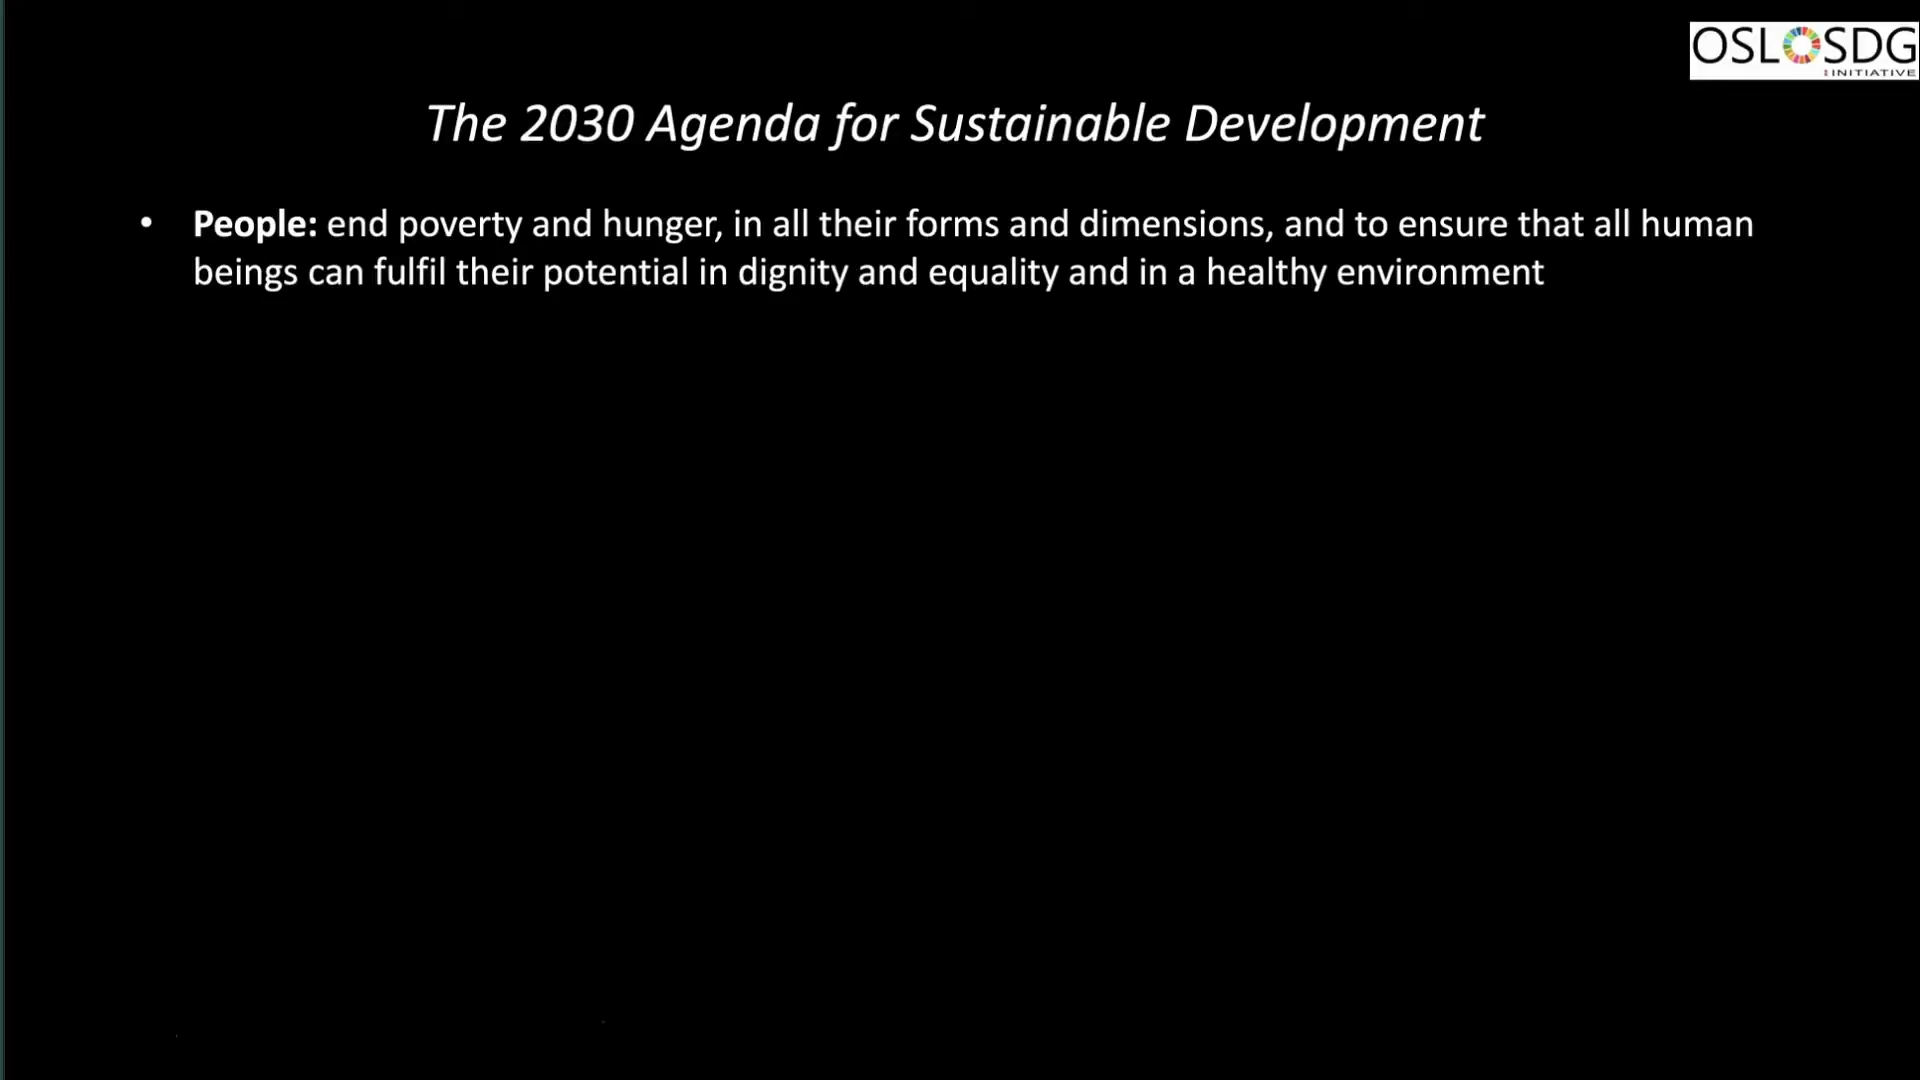 OSLOSDG
INITIATIVE
The 2030 Agenda for Sustainable Development
• People: end poverty and hunger, in all their forms and dimensions, and to ensure that all human
beings can fulfil their potential in dignity and equality and in a healthy environment